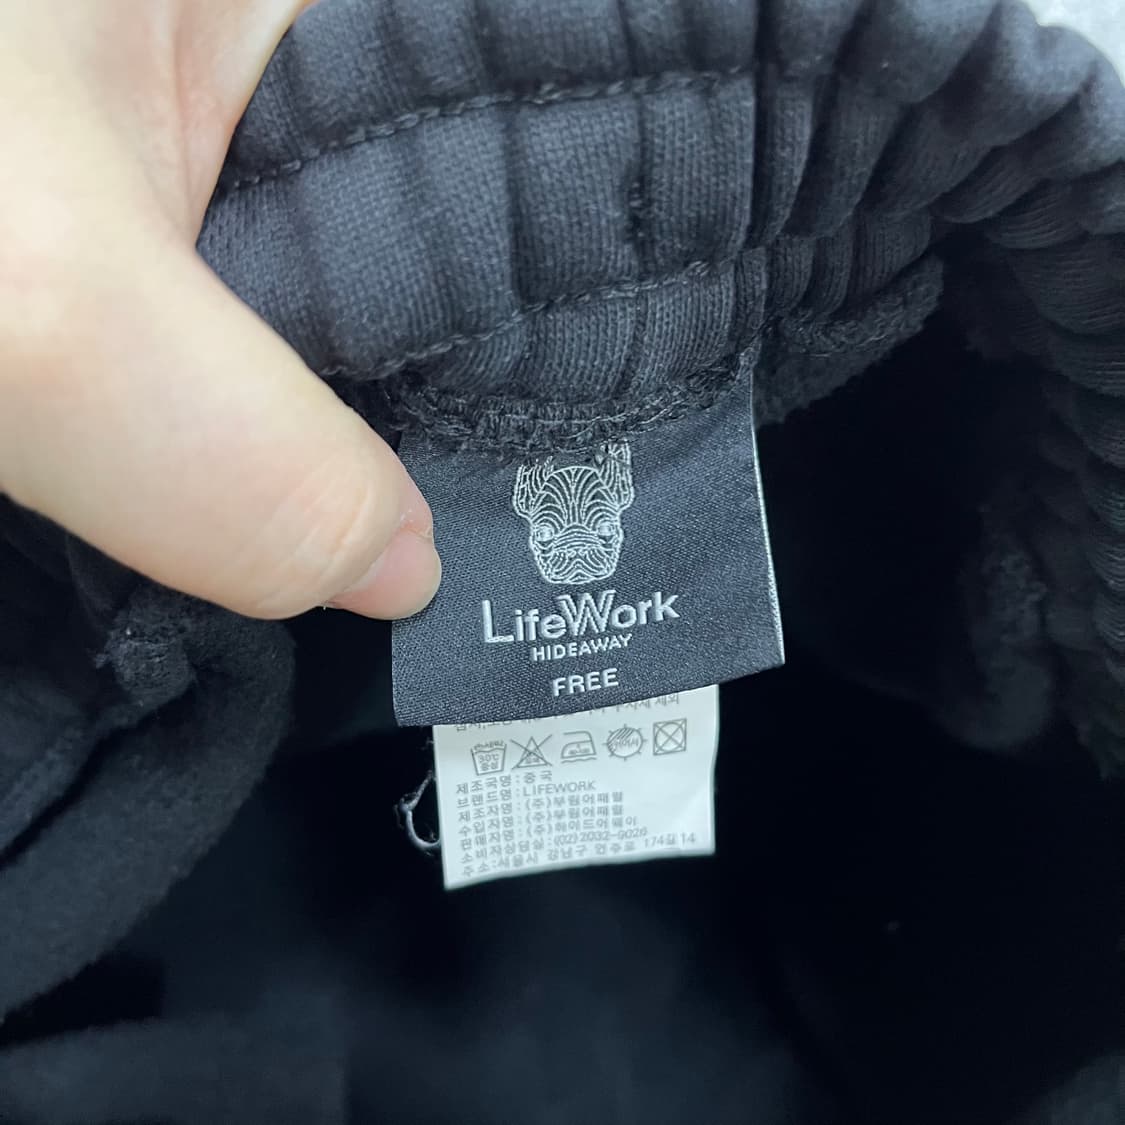 LifeWork
HIDEAWAY
FREE
30℃
중성
제조국명 : 중국
브랜드명 : LIFEWORK
제조자명 : (주)부림어패럴
수입자명 : (주)부림어패럴
판매자명 : (주)하이드어웨이
소비자상담실 : (02)2032-9026
주소 : 서울시 강남구 언주로 174길 14